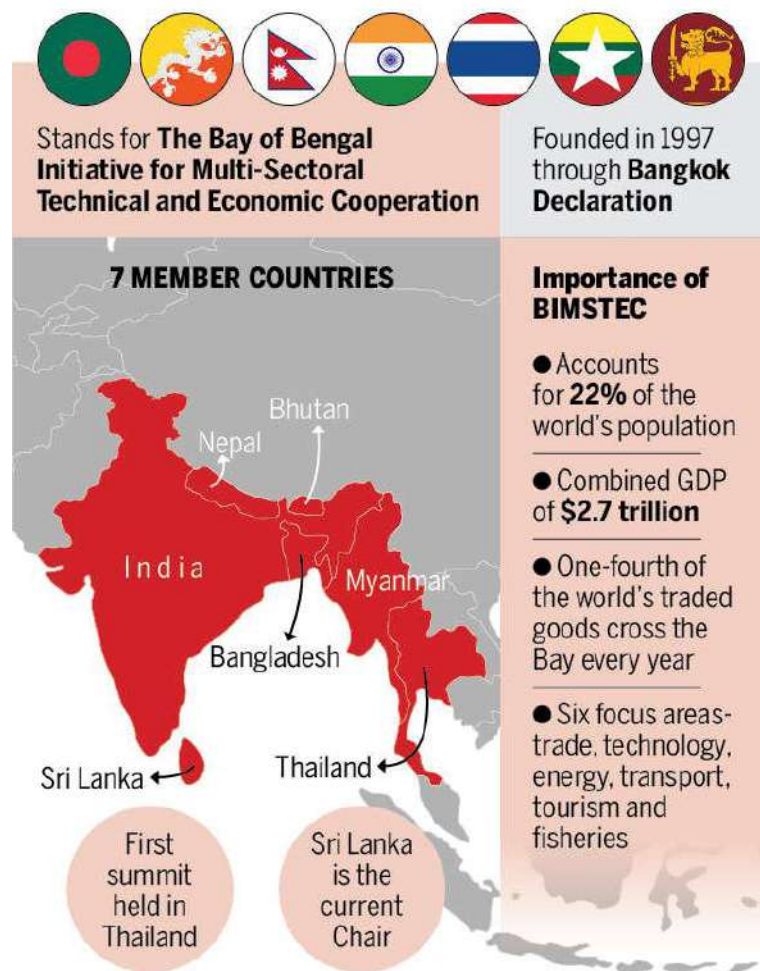 Stands for The Bay of Bengal
Initiative for Multi-Sectoral
Technical and Economic Cooperation
Founded in 1997
through Bangkok
Declaration
7 MEMBER COUNTRIES
Bhutan
Nepal
India
Myanmar
Bangladesh
Sri Lanka
Thailand
First
summit
held in
Thailand
Sri Lanka
is the
current
Chair
Importance of
BIMSTEC
● Accounts
for 22% of the
world's population
● Combined GDP
of $2.7 trillion
● One-fourth of
the world's traded
goods cross the
Bay every year
● Six focus areas-
trade, technology,
energy, transport,
tourism and
fisheries